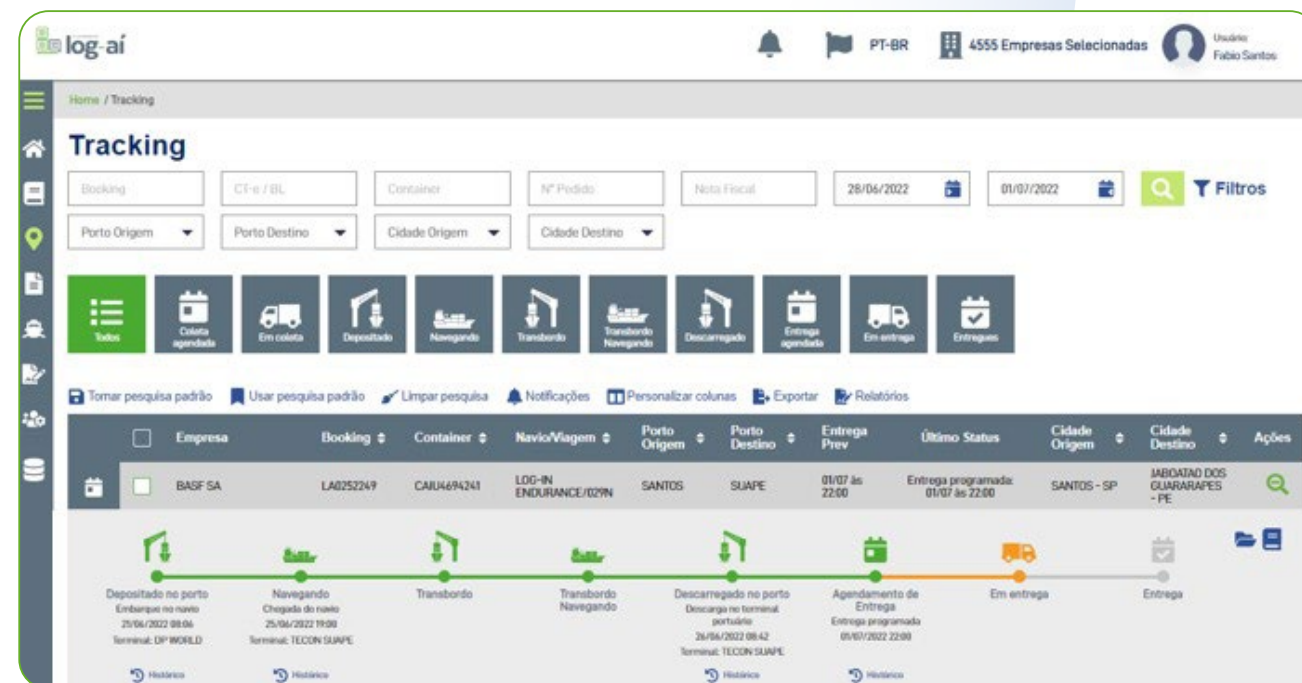 log-aí
PT-BR
4555 Empresas Selecionadas
Usuário:
Fabio Santos
Home / Tracking
Tracking
Booking
CT-e / BL
Container
Nº Pedido
Nota Fiscal
28/06/2022
01/07/2022
Filtros
Porto Origem
Porto Destino
Cidade Origem
Cidade Destino
Todos
Coleta
agendada
Em coleta
Depositado
Navegando
Transbordo
Transbordo
Navegando
Descarregado
Entrega
agendada
Em entrega
Entregues
Tornar pesquisa padrão
Usar pesquisa padrão
Limpar pesquisa
Notificações
Personalizar colunas
Exportar
Relatórios
Empresa
Booking
Container
Navio/Viagem
Porto
Origem
Porto
Destino
Entrega
Prev
Último Status
Cidade
Origem
Cidade
Destino
Ações
BASF SA
LA0252249
CAIU4694241
LOG-IN
ENDURANCE/029N
SANTOS
SUAPE
01/07 às
22:00
Entrega programada:
01/07 às 22:00
SANTOS - SP
JABOATAO DOS
GUARARAPES
- PE
Depositado no porto
Embarque no navio
21/06/2022 08:06
Terminal: DP WORLD
Histórico
Navegando
Chegada do navio
25/06/2022 19:00
Terminal: TECON SUAPE
Histórico
Transbordo
Transbordo
Navegando
Descarregado no porto
Descarga no terminal
portuário
26/06/2022 08:42
Terminal: TECON SUAPE
Histórico
Agendamento de
Entrega
Entrega programada
01/07/2022 22:00
Histórico
Em entrega
Entrega